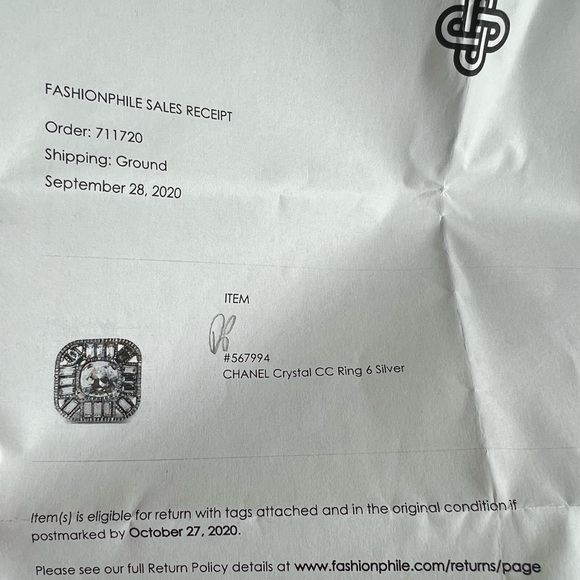 FASHIONPHILE SALES RECEIPT
Order: 711720
Shipping: Ground
September 28, 2020
ITEM
#567994
CHANEL Crystal CC Ring 6 Silver
Item(s) is eligible for return with tags attached and in the original condition if
postmarked by October 27, 2020.
Please see our full Return Policy details at www.fashionphile.com/returns/page